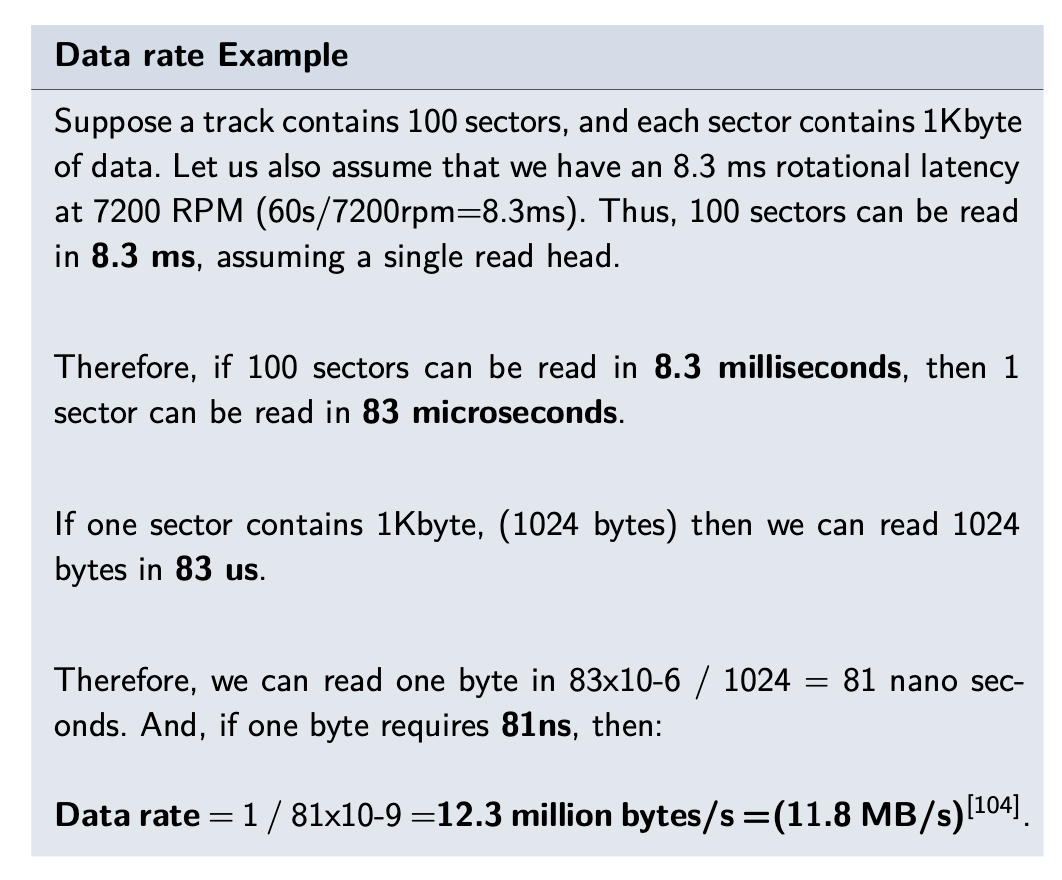 Data rate Example
Suppose a track contains 100 sectors, and each sector contains 1Kbyte
of data. Let us also assume that we have an 8.3 ms rotational latency
at 7200 RPM (60s/7200rpm=8.3ms). Thus, 100 sectors can be read
in 8.3 ms, assuming a single read head.
Therefore, if 100 sectors can be read in 8.3 milliseconds, then 1
sector can be read in 83 microseconds.
If one sector contains 1Kbyte, (1024 bytes) then we can read 1024
bytes in 83 us.
Therefore, we can read one byte in 83x10-6 / 1024 = 81 nano sec-
onds. And, if one byte requires 81ns, then:
Data rate = 1 / 81x10-9 =12.3 million bytes/s =(11.8 MB/s)[104].